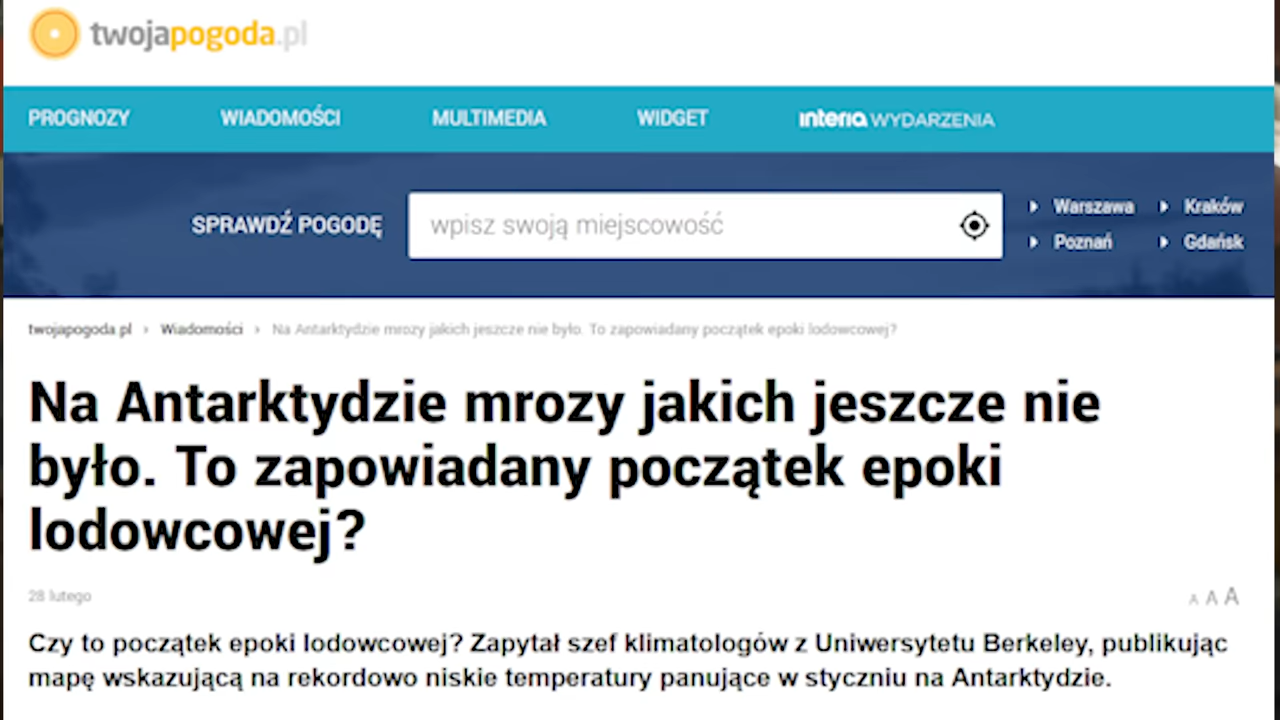 twojapogoda.pl
PROGNOZY WIADOMOŚCI MULTIMEDIA WIDGET interia WYDARZENIA
SPRAWDŹ POGODĘ wpisz swoją miejscowość Warszawa Kraków
Poznań Gdańsk
twojapogoda.pl › Wiadomości › Na Antarktydzie mrozy jakich jeszcze nie było. To zapowiadany początek epoki lodowcowej?
Na Antarktydzie mrozy jakich jeszcze nie
było. To zapowiadany początek epoki
lodowcowej?
28 lutego
A A A
Czy to początek epoki lodowcowej? Zapytał szef klimatologów z Uniwersytetu Berkeley, publikując
mapę wskazującą na rekordowo niskie temperatury panujące w styczniu na Antarktydzie.